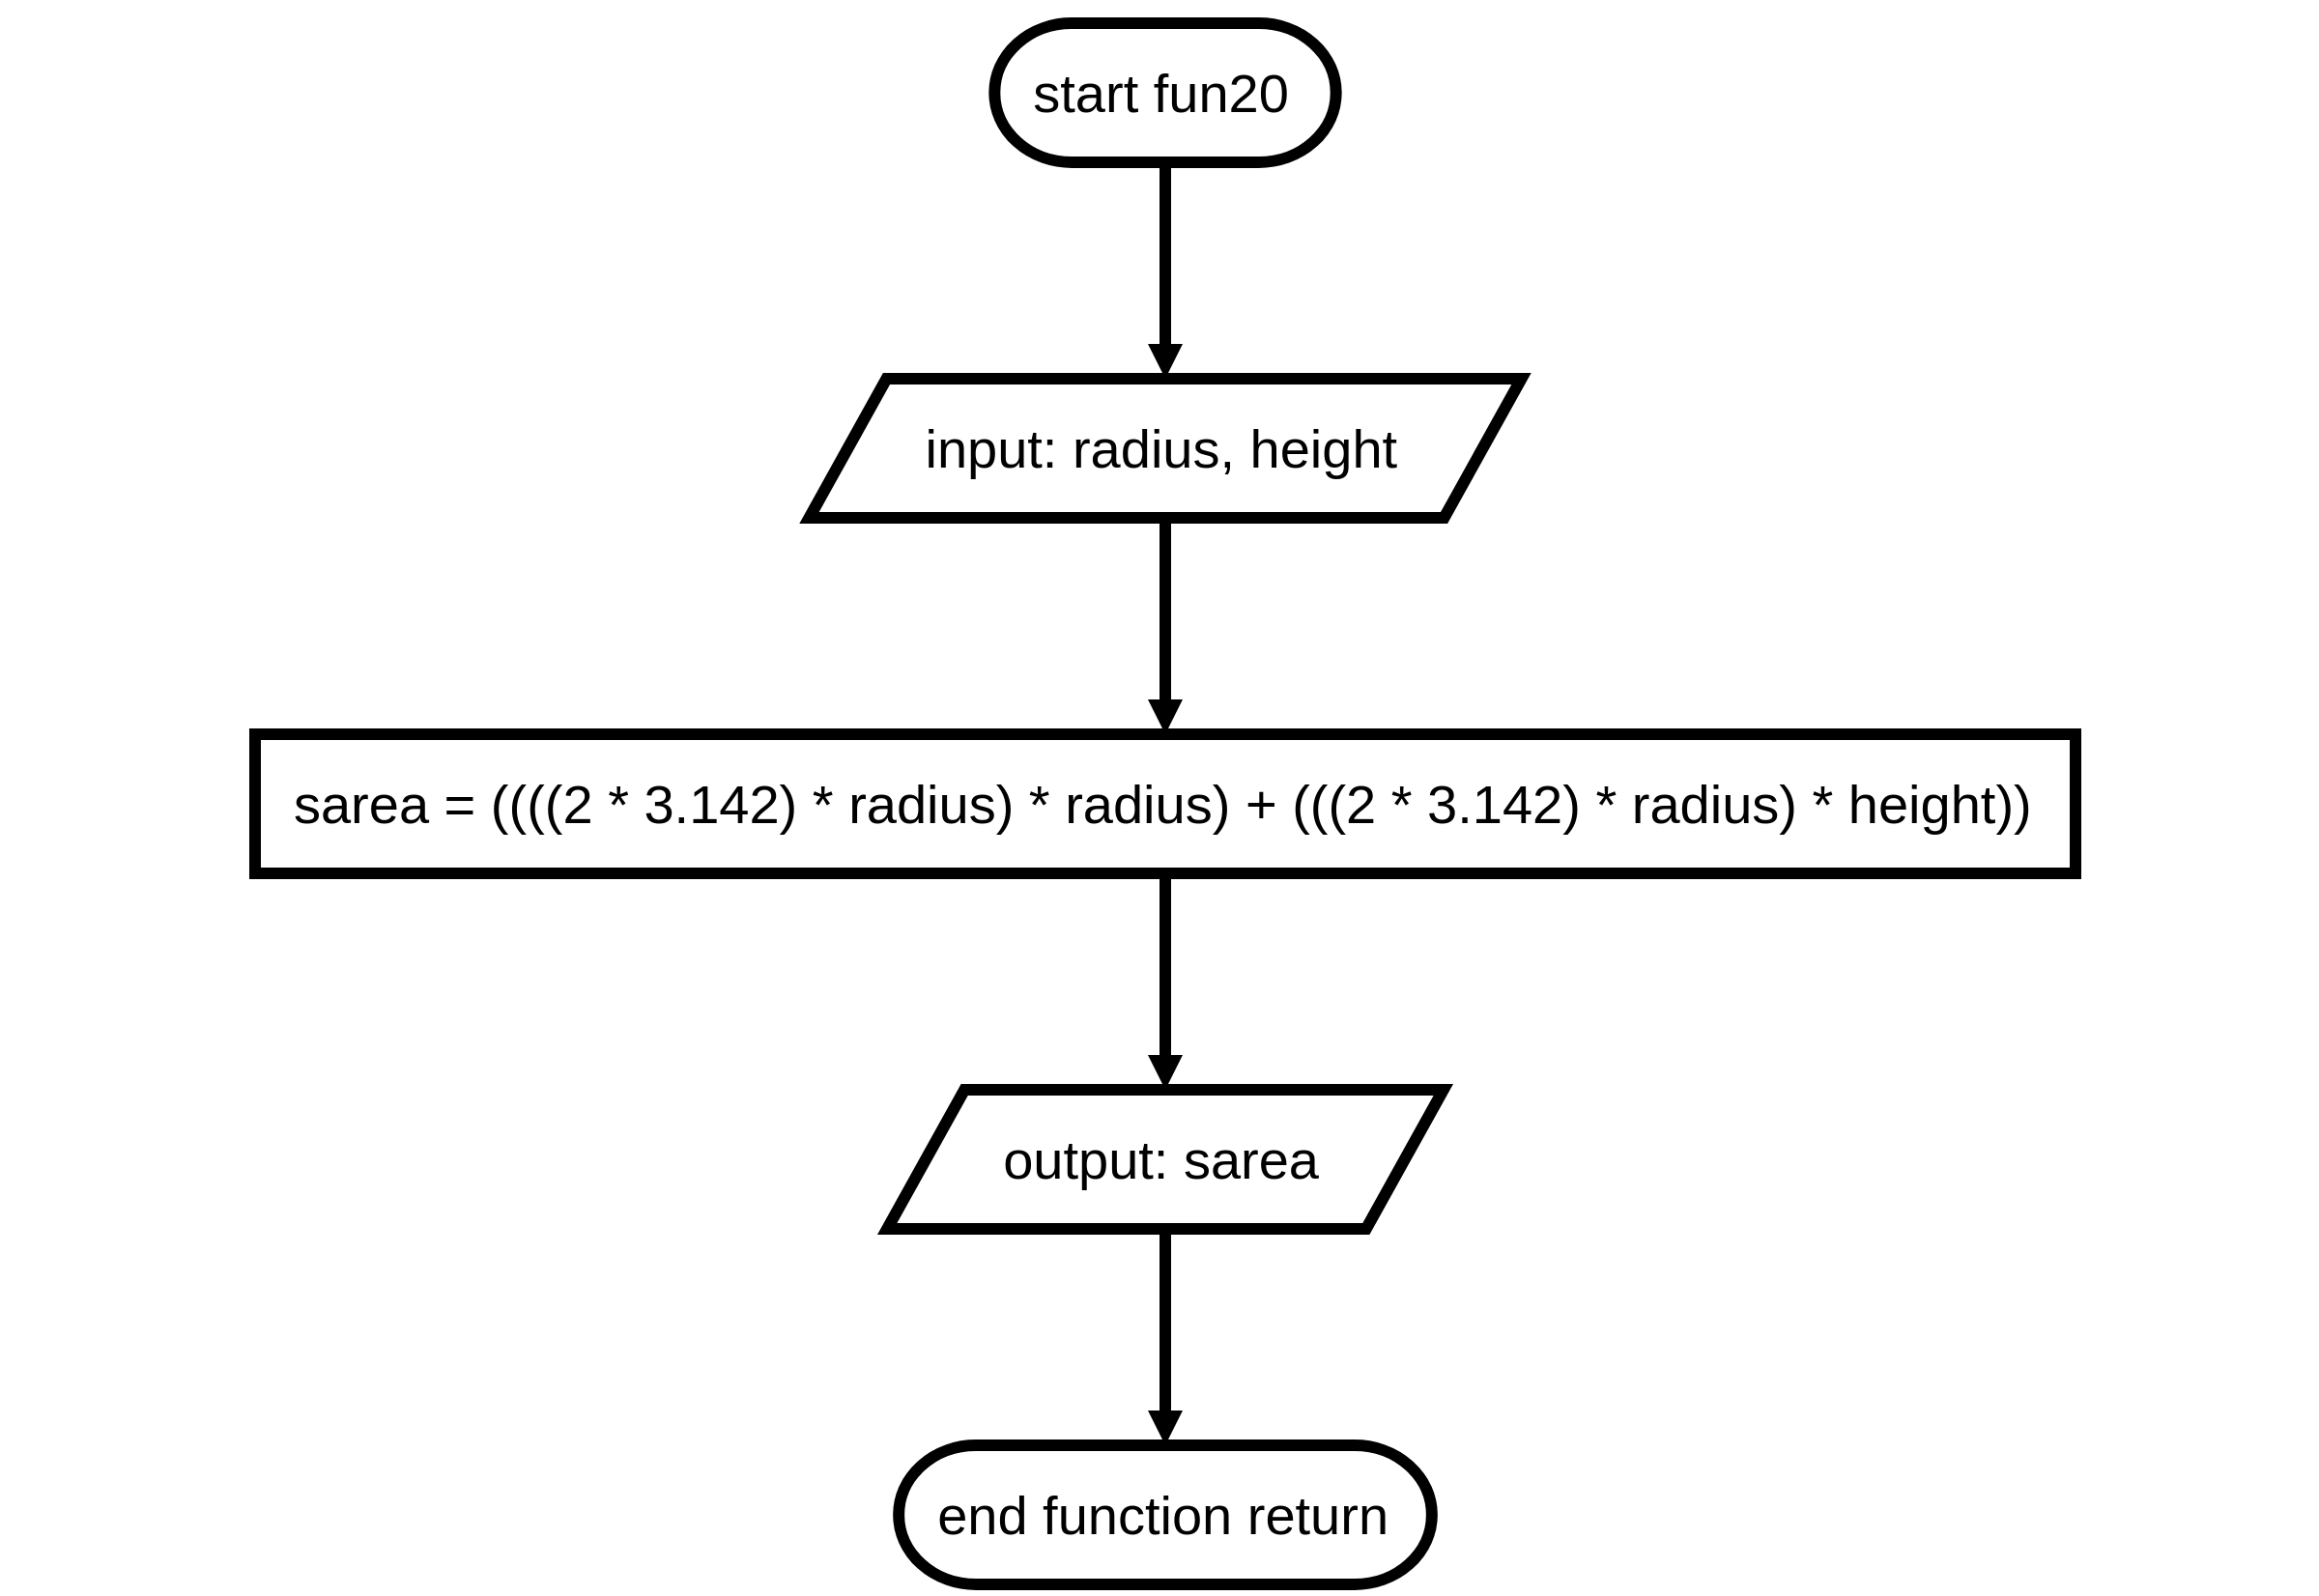 start fun20
input: radius, height
sarea = ((((2 * 3.142) * radius) * radius) + (((2 * 3.142) * radius) * height))
output: sarea
end function return